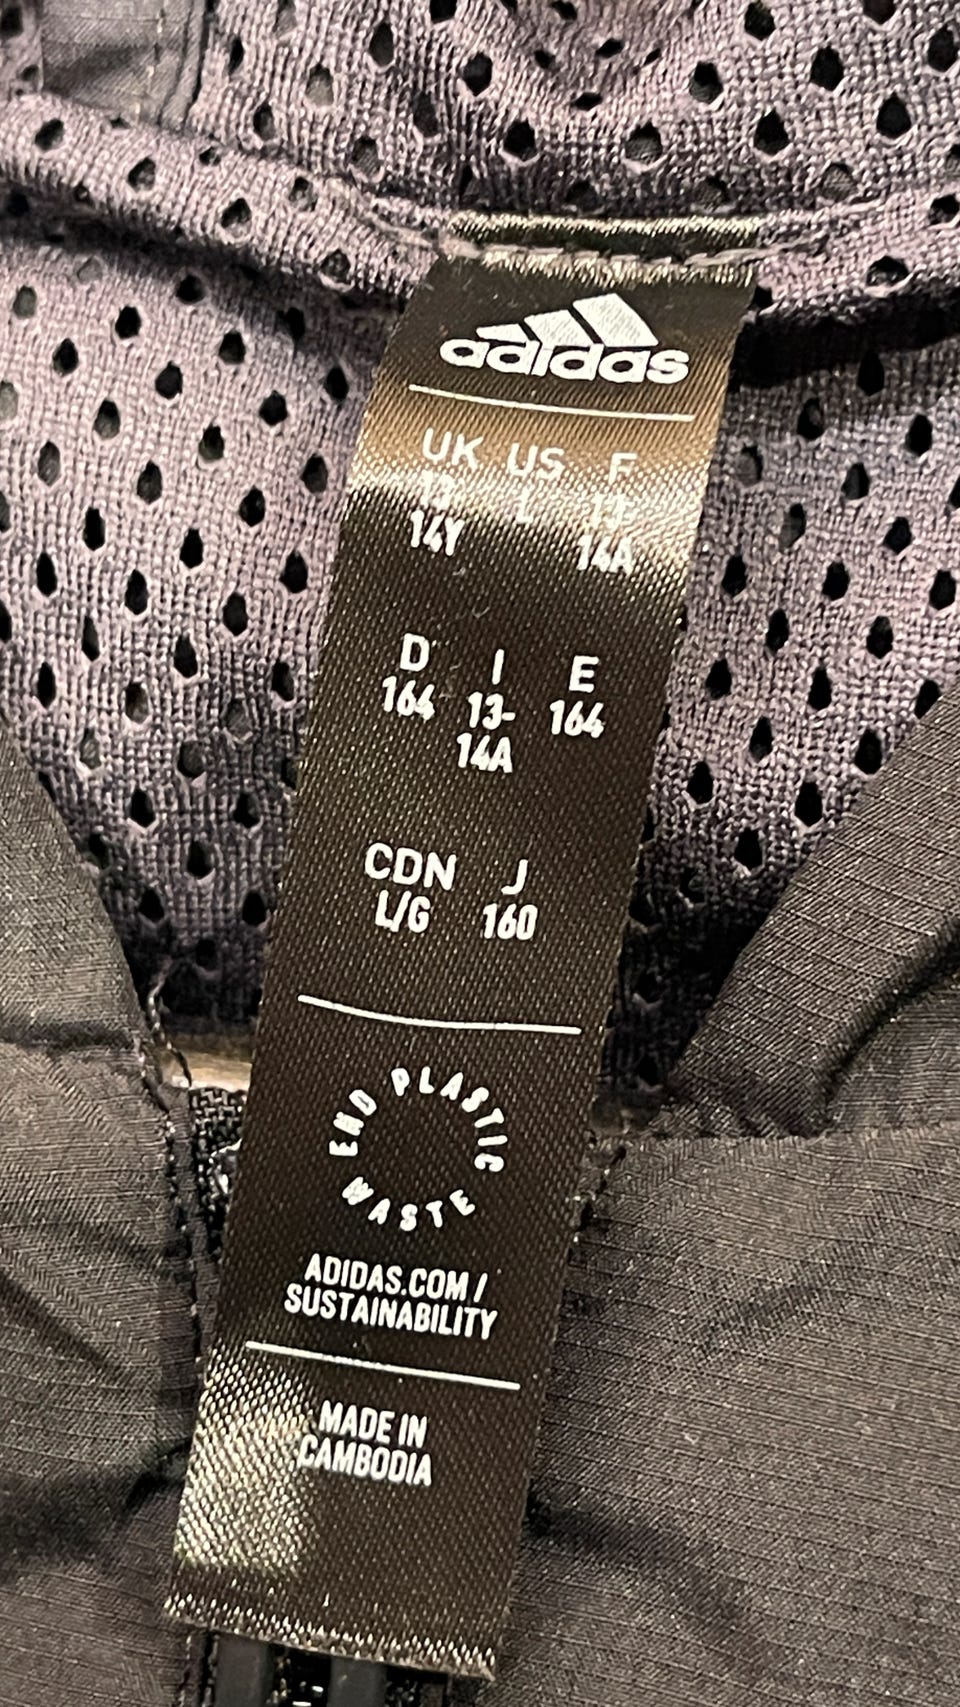 adidas
UK US F
13- L 13-
14Y 14A
D I E
164 13- 164
14A
CDN J
L/G 160
END PLASTIC WASTE
ADIDAS.COM /
SUSTAINABILITY
MADE IN
CAMBODIA